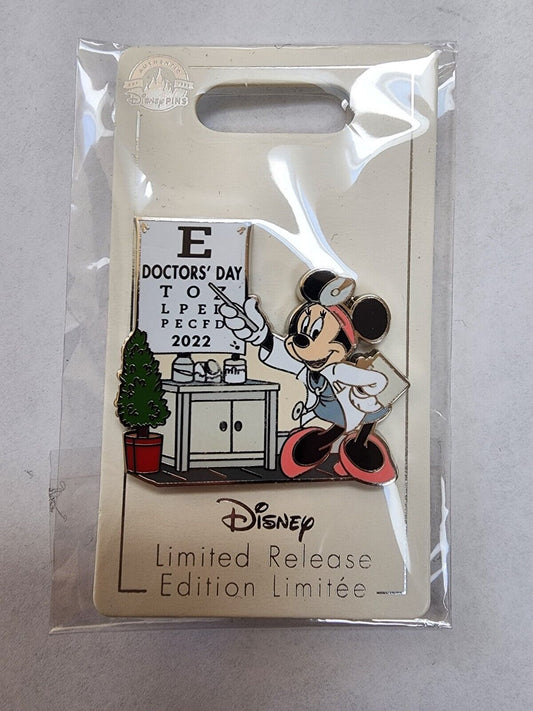 AUTHENTIC
Disney PINS
E
DOCTORS' DAY
T O Z
L P E
P E C F D
2022
Disney
Limited Release
Edition Limitée